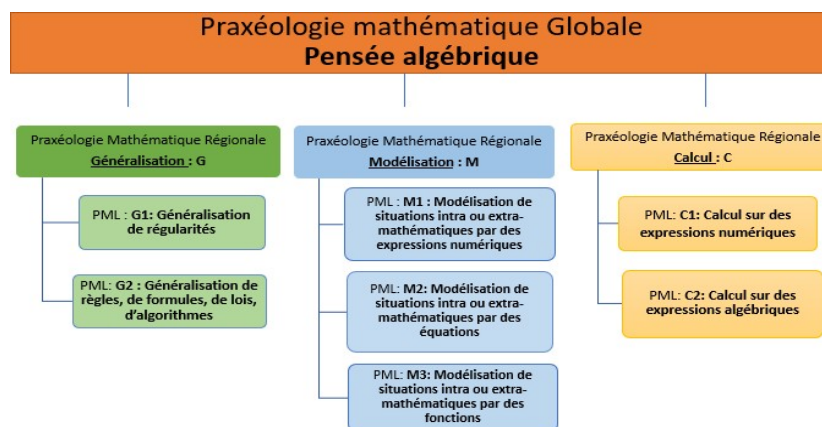 Praxéologie mathématique Globale
Pensée algébrique
Praxéologie Mathématique Régionale
Généralisation : G
PML : G1: Généralisation
de régularités
PML: G2 : Généralisation de
règles, de formules, de lois,
d'algorithmes
Praxéologie Mathématique Régionale
Modélisation : M
PML : M1 : Modélisation de
situations intra ou extra-
mathématiques par des
expressions numériques
PML: M2: Modélisation de
situations intra ou extra-
mathématiques par des
équations
PML: M3: Modélisation de
situations intra ou extra-
mathématiques par des
fonctions
Praxéologie Mathématique Régionale
Calcul : C
PML: C1: Calcul sur des
expressions numériques
PML: C2: Calcul sur des
expressions algébriques